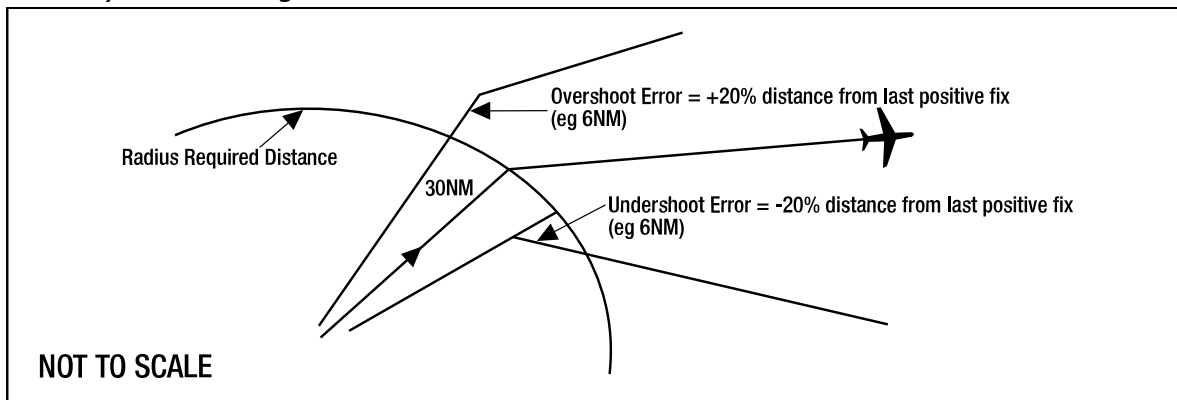 Overshoot Error = +20% distance from last positive fix
(eg 6NM)
Radius Required Distance
30NM
Undershoot Error = -20% distance from last positive fix
(eg 6NM)
NOT TO SCALE